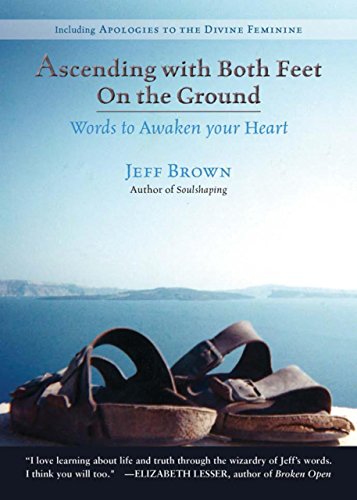 Including APOLOGIES TO THE DIVINE FEMININE
ASCENDING WITH BOTH FEET
ON THE GROUND
Words to Awaken your Heart
JEFF BROWN
Author of Soulshaping
"I love learning about life and truth through the wizardry of Jeff's words.
I think you will too." —ELIZABETH LESSER, author of Broken Open